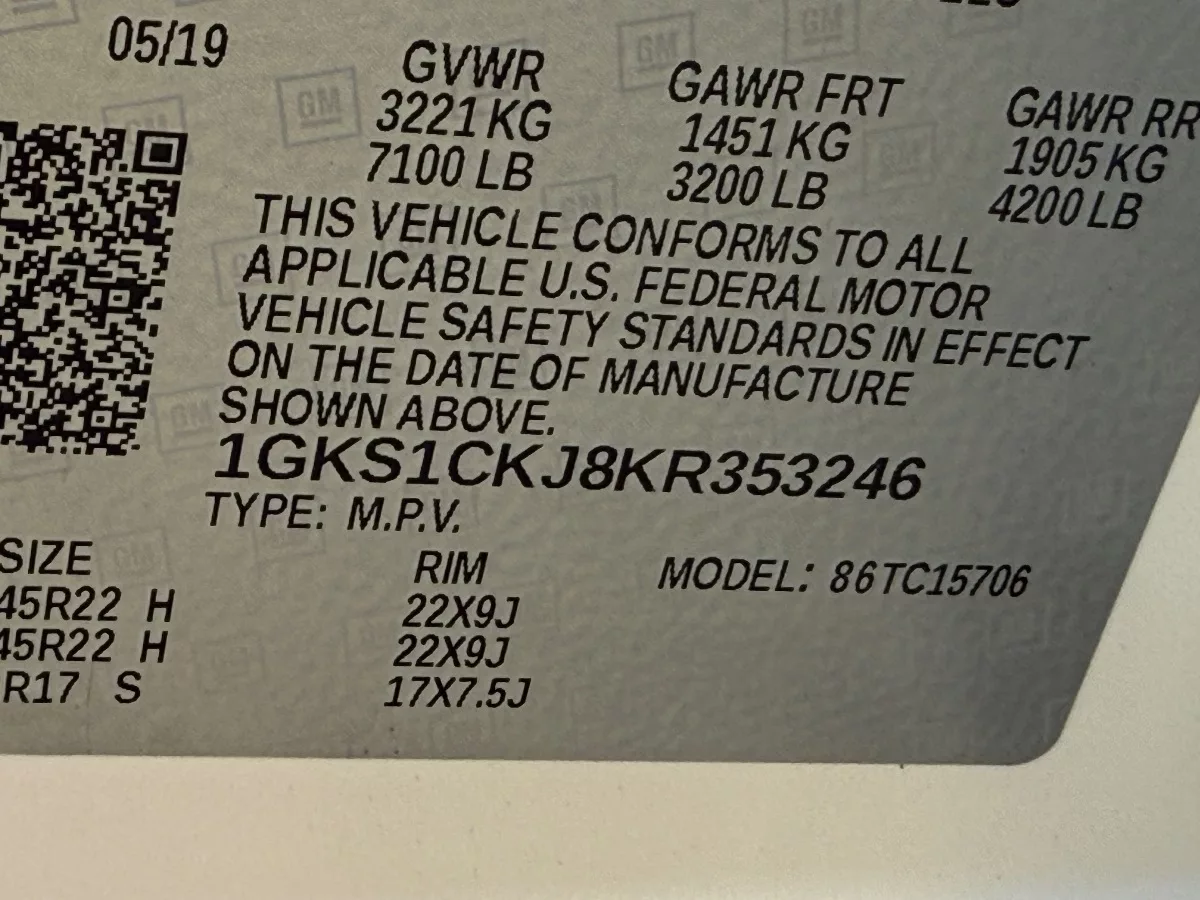 05/19
GVWR GAWR FRT GAWR RR
3221 KG 1451 KG 1905 KG
7100 LB 3200 LB 4200 LB
THIS VEHICLE CONFORMS TO ALL
APPLICABLE U.S. FEDERAL MOTOR
VEHICLE SAFETY STANDARDS IN EFFECT
ON THE DATE OF MANUFACTURE
SHOWN ABOVE.
1GKS1CKJ8KR353246
TYPE: M.P.V.
SIZE RIM MODEL: 86TC15706
45R22 H 22X9J
45R22 H 22X9J
R17 S 17X7.5J